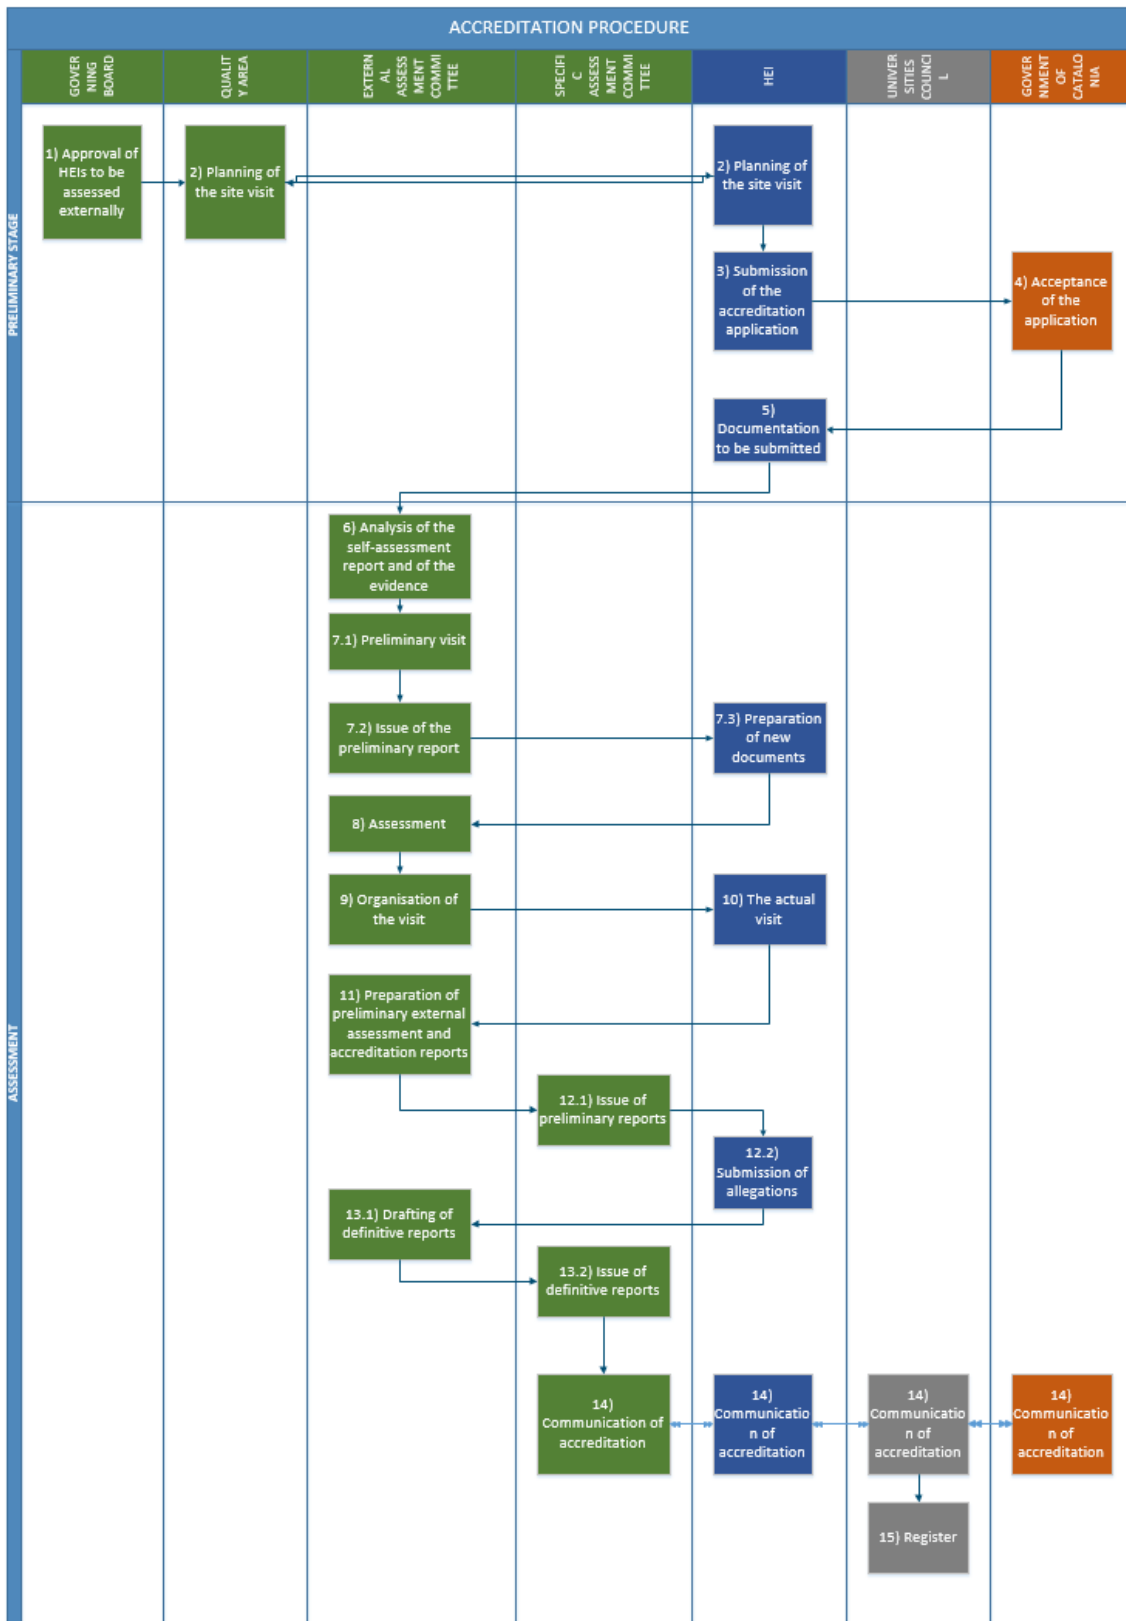 ACCREDITATION PROCEDURE
GOVER
NING
BOARD
QUALIT
Y AREA
EXTERN
AL
ASSESS
MENT
COMMI
TTEE
SPECIFI
C
ASSESS
MENT
COMMI
TTEE
HEI
UNIVER
SITIES
COUNCI
L
GOVER
NMENT
OF
CATALO
NIA
PRELIMINARY STAGE
1) Approval of
HEIs to be
assessed
externally
2) Planning of
the site visit
2) Planning of
the site visit
3) Submission
of the
accreditation
application
4) Acceptance
of the
application
5)
Documentation
to be submitted
ASSESSMENT
6) Analysis of the
self-assessment
report and of the
evidence
7.1) Preliminary visit
7.2) Issue of the
preliminary report
7.3) Preparation
of new
documents
8) Assessment
9) Organisation of
the visit
10) The actual
visit
11) Preparation of
preliminary external
assessment and
accreditation reports
12.1) Issue of
preliminary reports
12.2)
Submission of
allegations
13.1) Drafting of
definitive reports
13.2) Issue of
definitive reports
14)
Communication of
accreditation
14)
Communicatio
n of
accreditation
14)
Communicatio
n of
accreditation
14)
Communicatio
n of
accreditation
15) Register